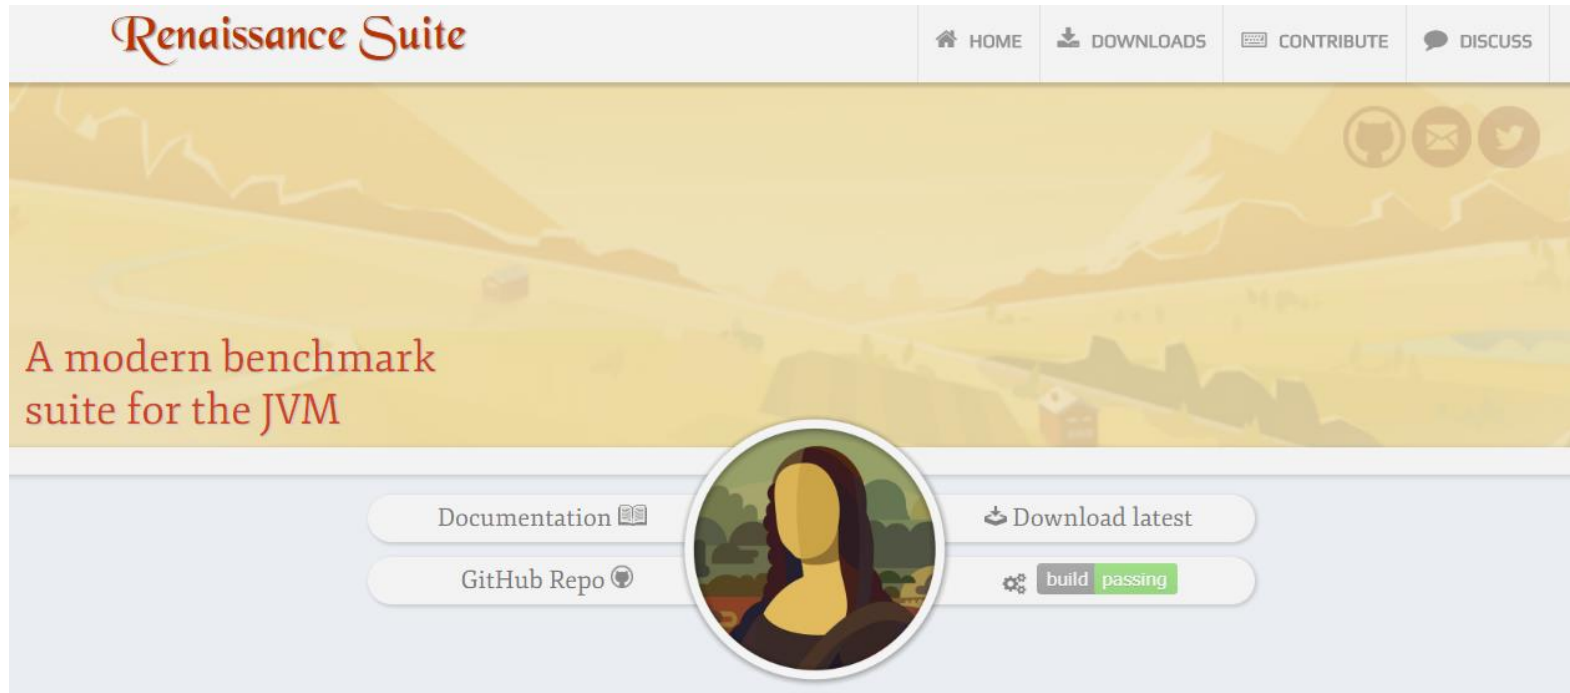 Renaissance Suite
HOME
DOWNLOADS
CONTRIBUTE
DISCUSS
A modern benchmark
suite for the JVM
Documentation
Download latest
GitHub Repo
build passing